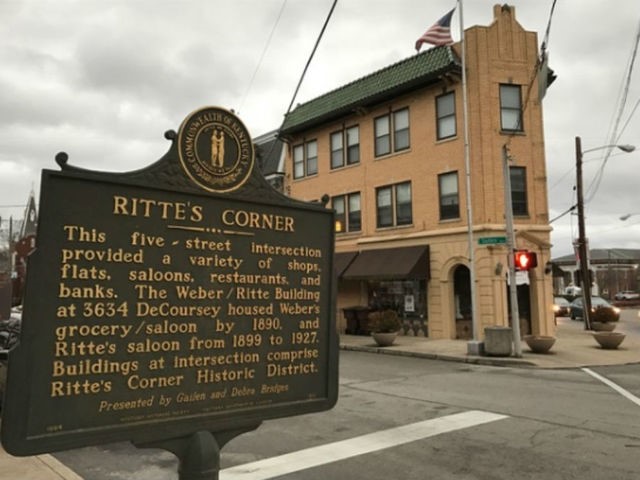 COMMONWEALTH OF KENTUCKY
RITTE'S CORNER
This five-street intersection
provided a variety of shops,
flats, saloons, restaurants, and
banks. The Weber/Ritte Building
at 3634 DeCoursey housed Weber's
grocery/saloon by 1890, and
Ritte's saloon from 1899 to 1927.
Buildings at intersection comprise
Ritte's Corner Historic District.
Presented by Gailen and Debra Bridges